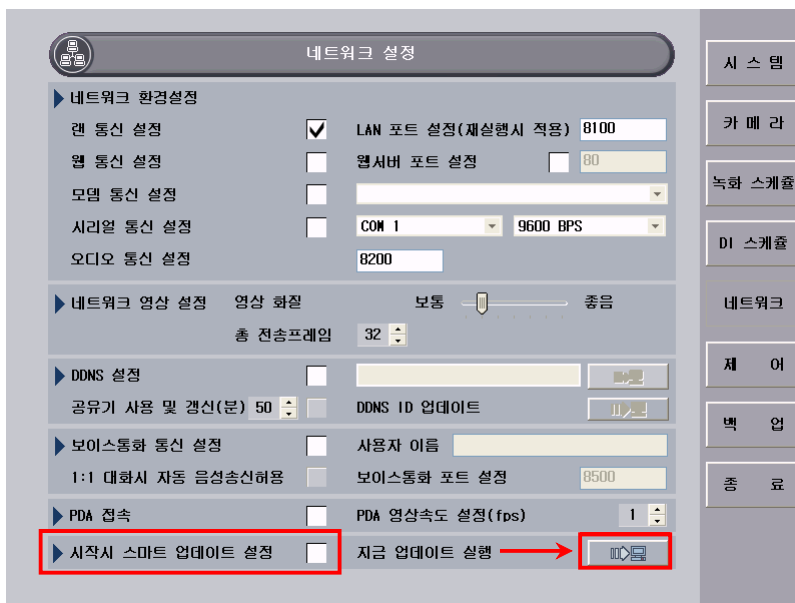 네트워크 설정
네트워크 환경설정
랜 통신 설정 LAN 포트 설정(재실행시 적용) 8100
웹 통신 설정 웹서버 포트 설정 80
모뎀 통신 설정
시리얼 통신 설정 COM 1 9600 BPS
오디오 통신 설정 8200
네트워크 영상 설정 영상 화질 보통 좋음
총 전송프레임 32
DDNS 설정
공유기 사용 및 갱신(분) 50 DDNS ID 업데이트
보이스통화 통신 설정 사용자 이름
1:1 대화시 자동 음성송신허용 보이스통화 포트 설정 8500
PDA 접속 PDA 영상속도 설정(fps) 1
시작시 스마트 업데이트 설정 지금 업데이트 실행
시 스 템
카 메 라
녹화 스케쥴
DI 스케쥴
네트워크
제 어
백 업
종 료